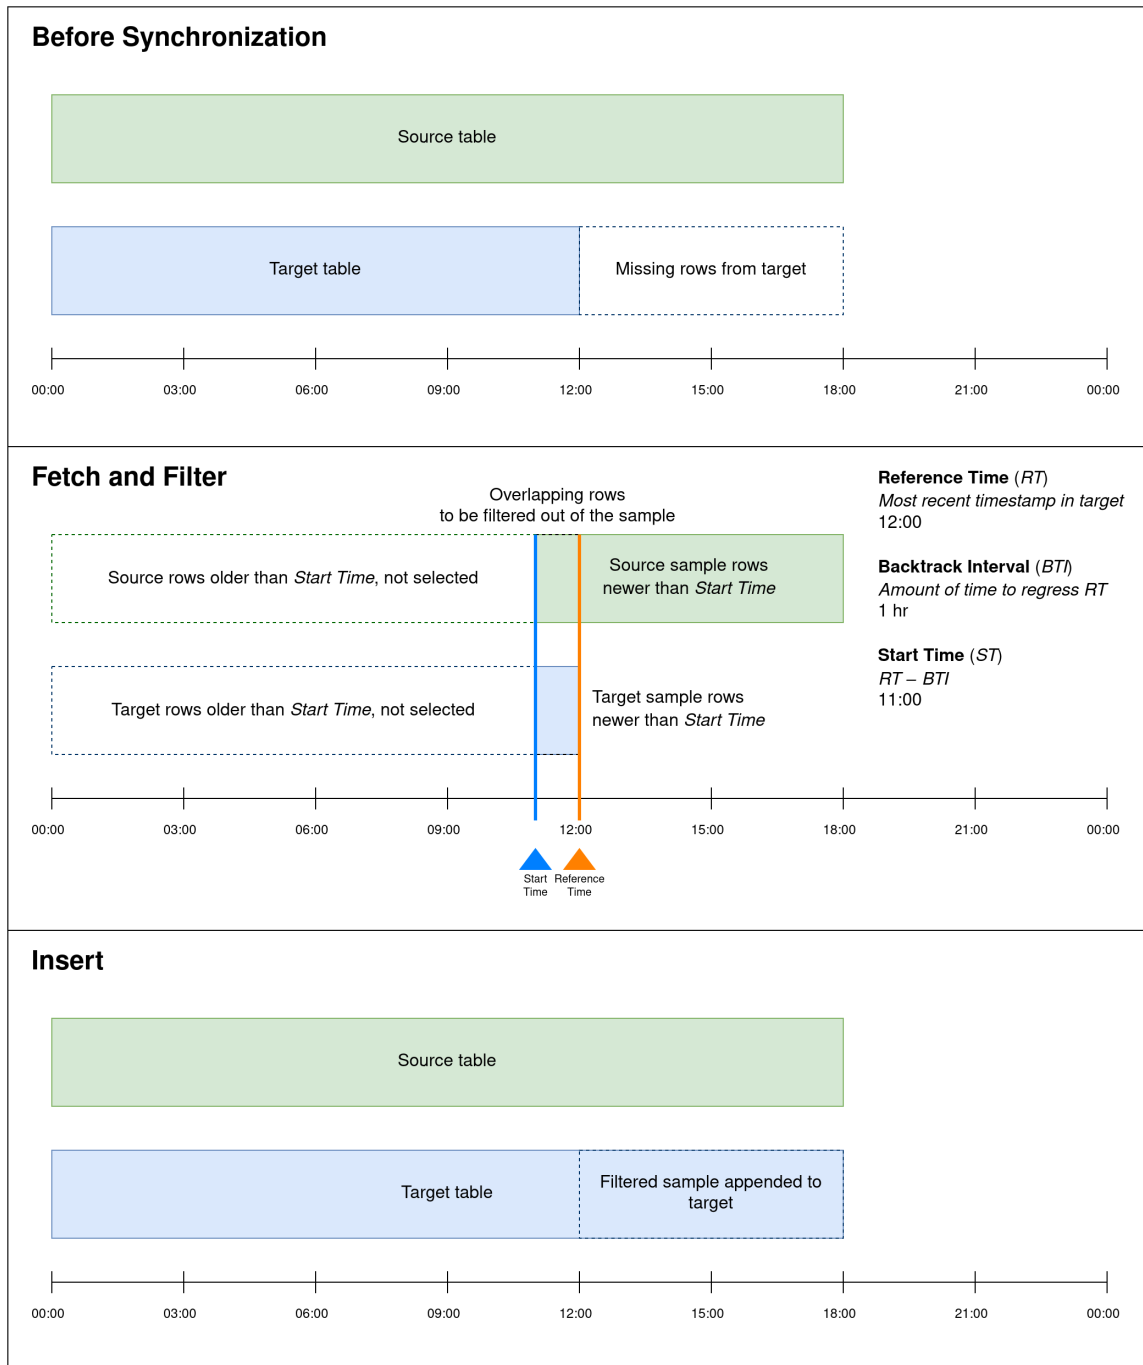 Before Synchronization
Source table
Target table
Missing rows from target
00:00
03:00
06:00
09:00
12:00
15:00
18:00
21:00
00:00
Fetch and Filter
Overlapping rows
to be filtered out of the sample
Source rows older than Start Time, not selected
Source sample rows
newer than Start Time
Target rows older than Start Time, not selected
Target sample rows
newer than Start Time
Reference Time (RT)
Most recent timestamp in target
12:00
Backtrack Interval (BTI)
Amount of time to regress RT
1 hr
Start Time (ST)
RT – BTI
11:00
00:00
03:00
06:00
09:00
12:00
15:00
18:00
21:00
00:00
Start
Time
Reference
Time
Insert
Source table
Target table
Filtered sample appended to
target
00:00
03:00
06:00
09:00
12:00
15:00
18:00
21:00
00:00